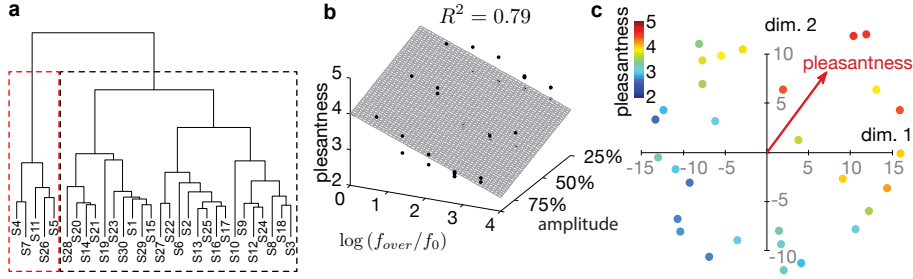 a
S4
S7
S11
S26
S5
S28
S20
S14
S21
S19
S23
S30
S1
S29
S15
S27
S22
S6
S2
S13
S25
S16
S17
S10
S9
S12
S24
S8
S18
S3
b
R² = 0.79
plesantness
5
4
3
2
0
1
2
3
4
log (f_over/f_0)
25%
50%
75%
amplitude
c
pleasantness
5
4
3
2
dim. 2
pleasantness
dim. 1
10
5
-5
-10
-15
-10
-5
0
5
10
15